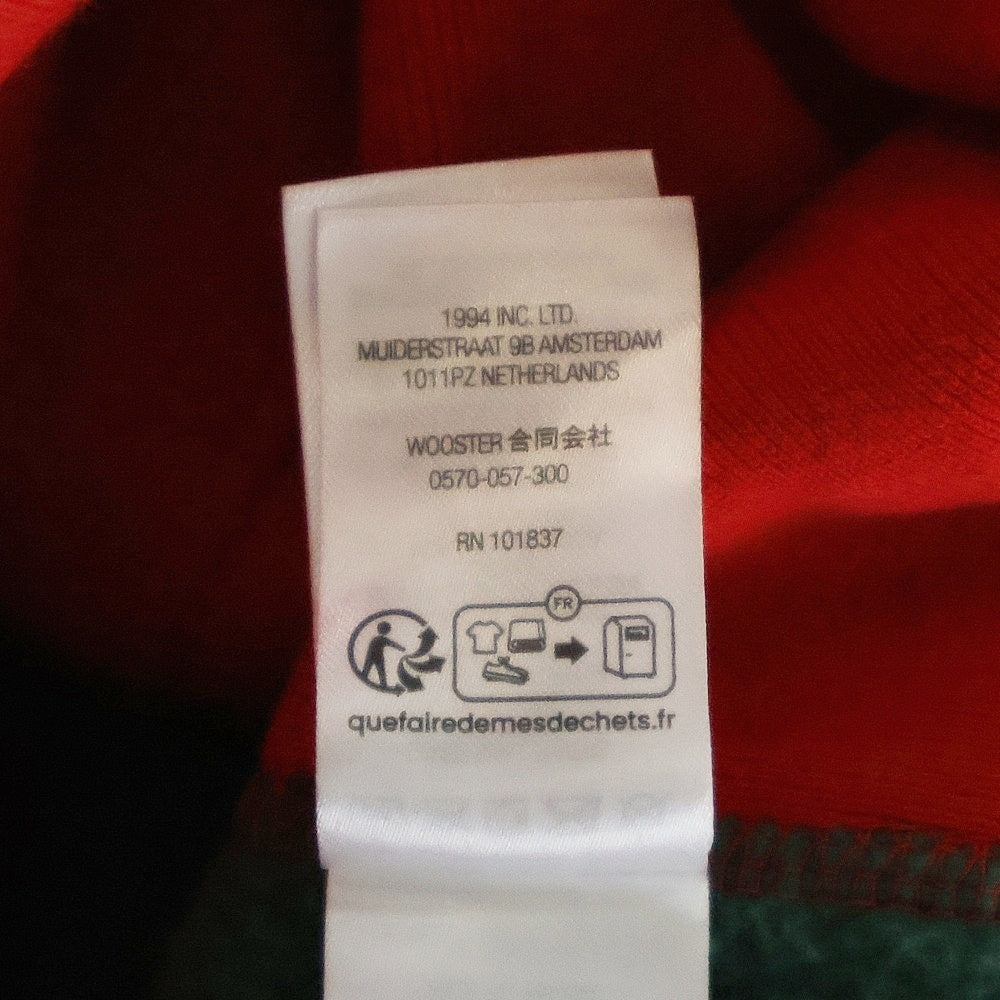 1994 INC. LTD.
MUIDERSTRAAT 9B AMSTERDAM
1011PZ NETHERLANDS
WOOSTER 合同会社
0570-057-300
RN 101837
FR
quefairedemesdechets.fr